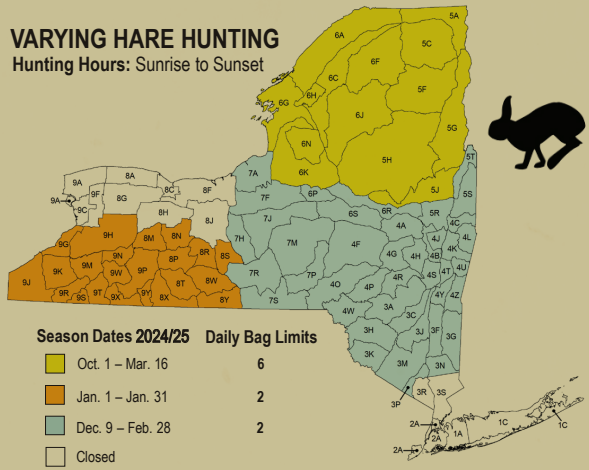 VARYING HARE HUNTING
Hunting Hours: Sunrise to Sunset
5A
6A
5C
6F
6C
5F
6H
6G
6J
5G
6N
5H
6K
5T
7A
5J
5S
6P
7F
9A
8A
8C
8F
9F
8G
9A
9C
8H
8J
7J
6S
6R
5R
4A
4C
9G
9H
8M
8N
7H
7M
4F
4J
4L
9N
8R
8S
4G
4H
4B
9K
9M
8P
9W
9P
7R
7P
4S
4T
4U
9J
8T
8W
4O
4P
3A
4Y
4Z
9R
9S
9T
9X
9Y
8X
8Y
7S
4W
3C
3H
3J
3F
3G
3K
3M
3N
3P
3R
3S
2A
2A
2A
1A
1C
1C
Season Dates 2024/25 Daily Bag Limits
Oct. 1 – Mar. 16 6
Jan. 1 – Jan. 31 2
Dec. 9 – Feb. 28 2
Closed